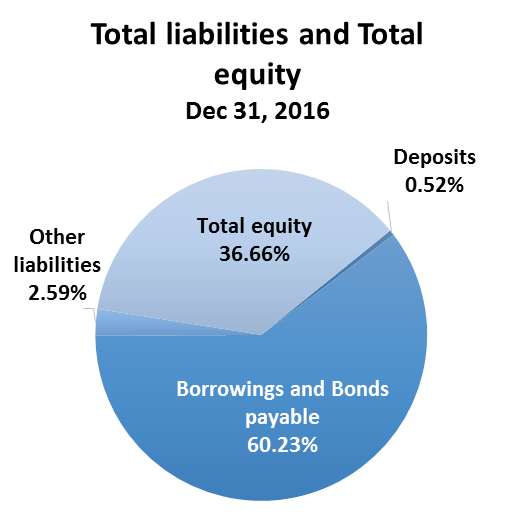 Total liabilities and Total
equity
Dec 31, 2016
Deposits
0.52%
Total equity
36.66%
Other
liabilities
2.59%
Borrowings and Bonds
payable
60.23%